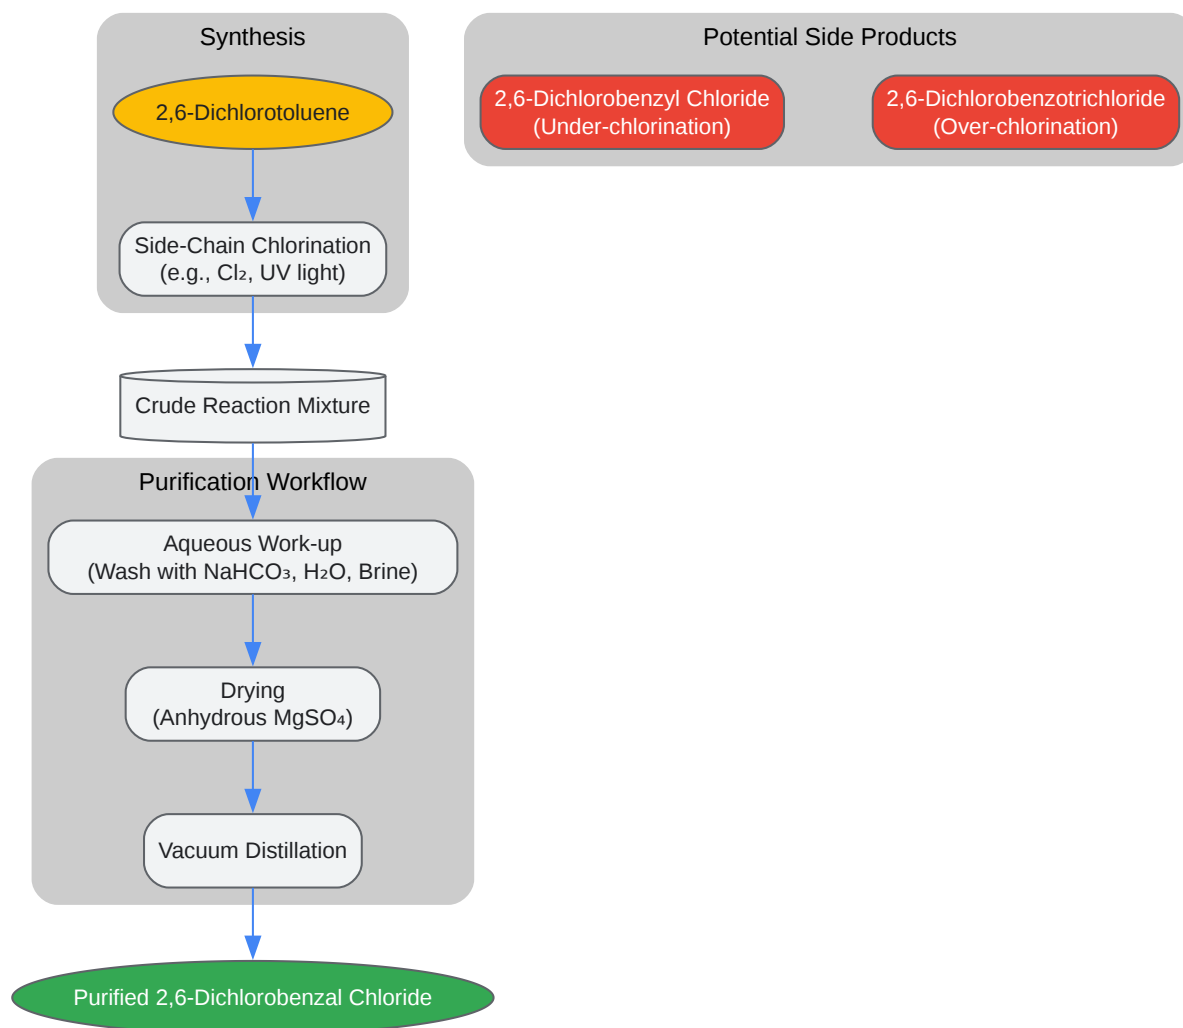 Synthesis
2,6-Dichlorotoluene
Side-Chain Chlorination
(e.g., Cl₂, UV light)
Crude Reaction Mixture
Purification Workflow
Aqueous Work-up
(Wash with NaHCO₃, H₂O, Brine)
Drying
(Anhydrous MgSO₄)
Vacuum Distillation
Purified 2,6-Dichlorobenzal Chloride
Potential Side Products
2,6-Dichlorobenzyl Chloride
(Under-chlorination)
2,6-Dichlorobenzotrichloride
(Over-chlorination)